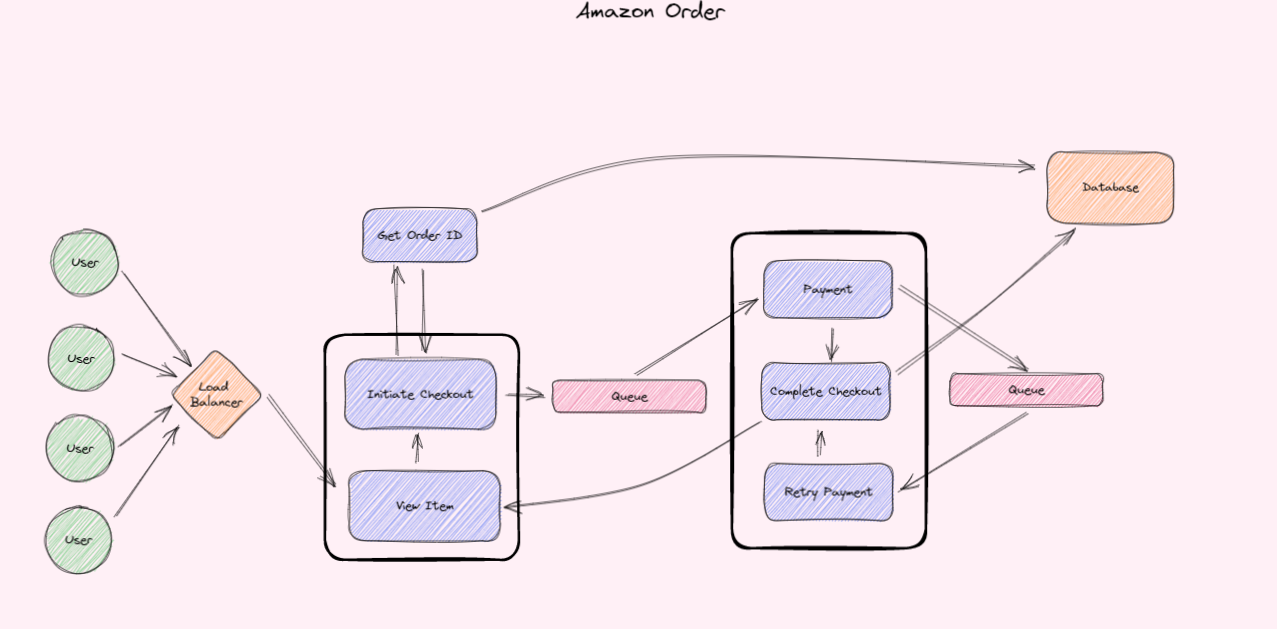 Amazon Order
Database
Get Order ID
User
Payment
User
Load
Balancer
Initiate Checkout
Queue
Complete Checkout
Queue
User
View Item
Retry Payment
User